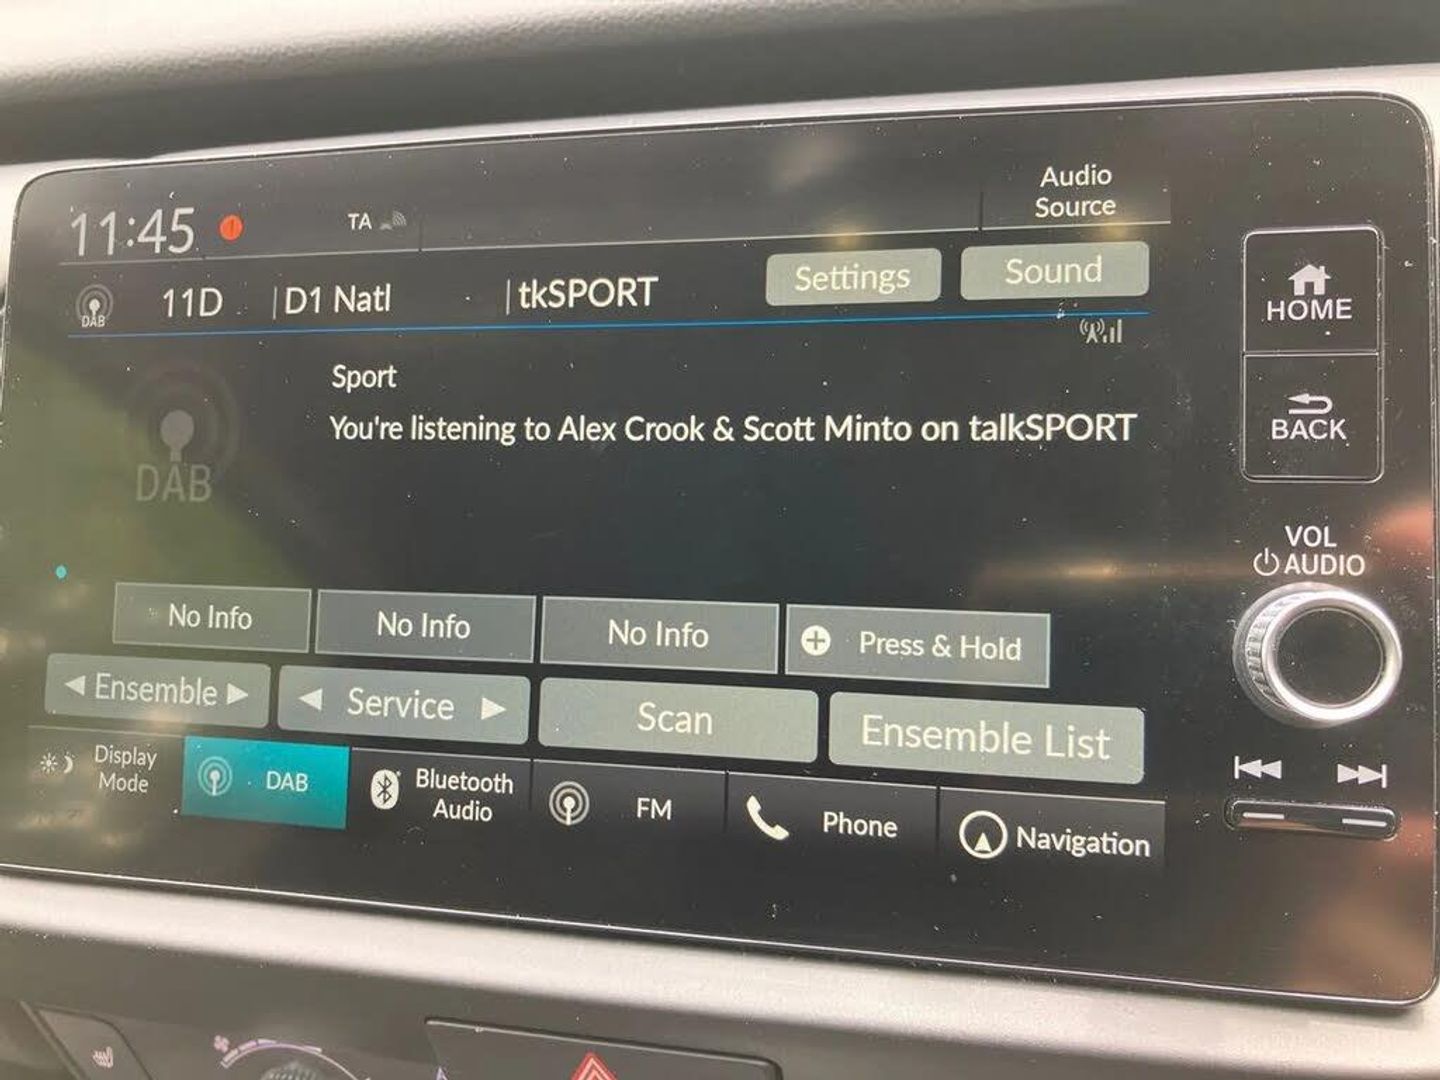 11:45
TA
Audio
Source
DAB
11D
D1 Natl
tkSPORT
Settings
Sound
Sport
You're listening to Alex Crook & Scott Minto on talkSPORT
DAB
No Info
No Info
No Info
Press & Hold
Ensemble
Service
Scan
Ensemble List
Display
Mode
DAB
Bluetooth
Audio
FM
Phone
Navigation
HOME
BACK
VOL
AUDIO